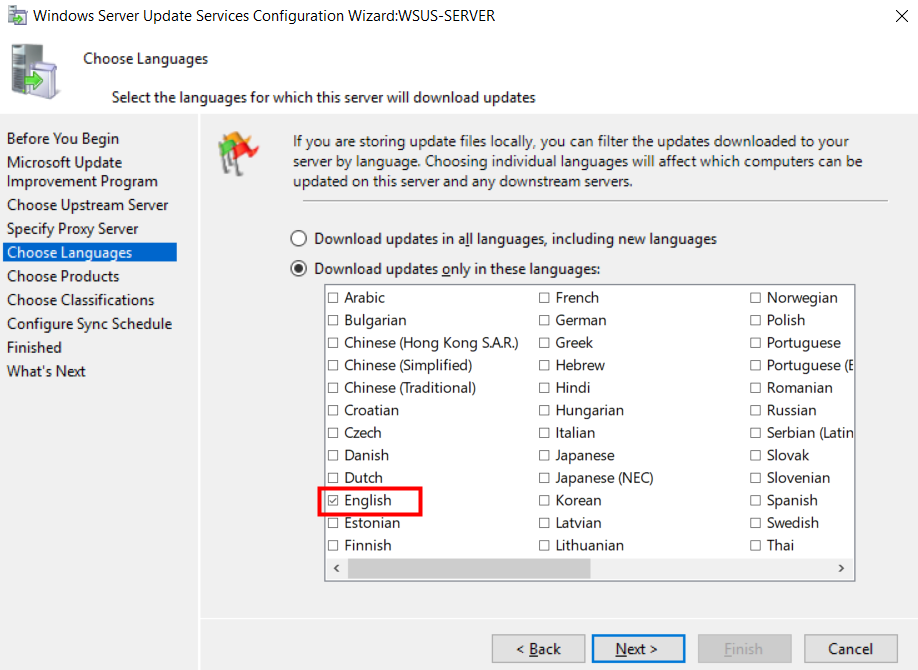 Windows Server Update Services Configuration Wizard:WSUS-SERVER
Choose Languages
Select the languages for which this server will download updates
Before You Begin
Microsoft Update
Improvement Program
Choose Upstream Server
Specify Proxy Server
Choose Languages
Choose Products
Choose Classifications
Configure Sync Schedule
Finished
What's Next
If you are storing update files locally, you can filter the updates downloaded to your
server by language. Choosing individual languages will affect which computers can be
updated on this server and any downstream servers.
Download updates in all languages, including new languages
Download updates only in these languages:
Arabic
Bulgarian
Chinese (Hong Kong S.A.R.)
Chinese (Simplified)
Chinese (Traditional)
Croatian
Czech
Danish
Dutch
English
Estonian
Finnish
French
German
Greek
Hebrew
Hindi
Hungarian
Italian
Japanese
Japanese (NEC)
Korean
Latvian
Lithuanian
Norwegian
Polish
Portuguese
Portuguese (B
Romanian
Russian
Serbian (Latin
Slovak
Slovenian
Spanish
Swedish
Thai
< Back
Next >
Finish
Cancel